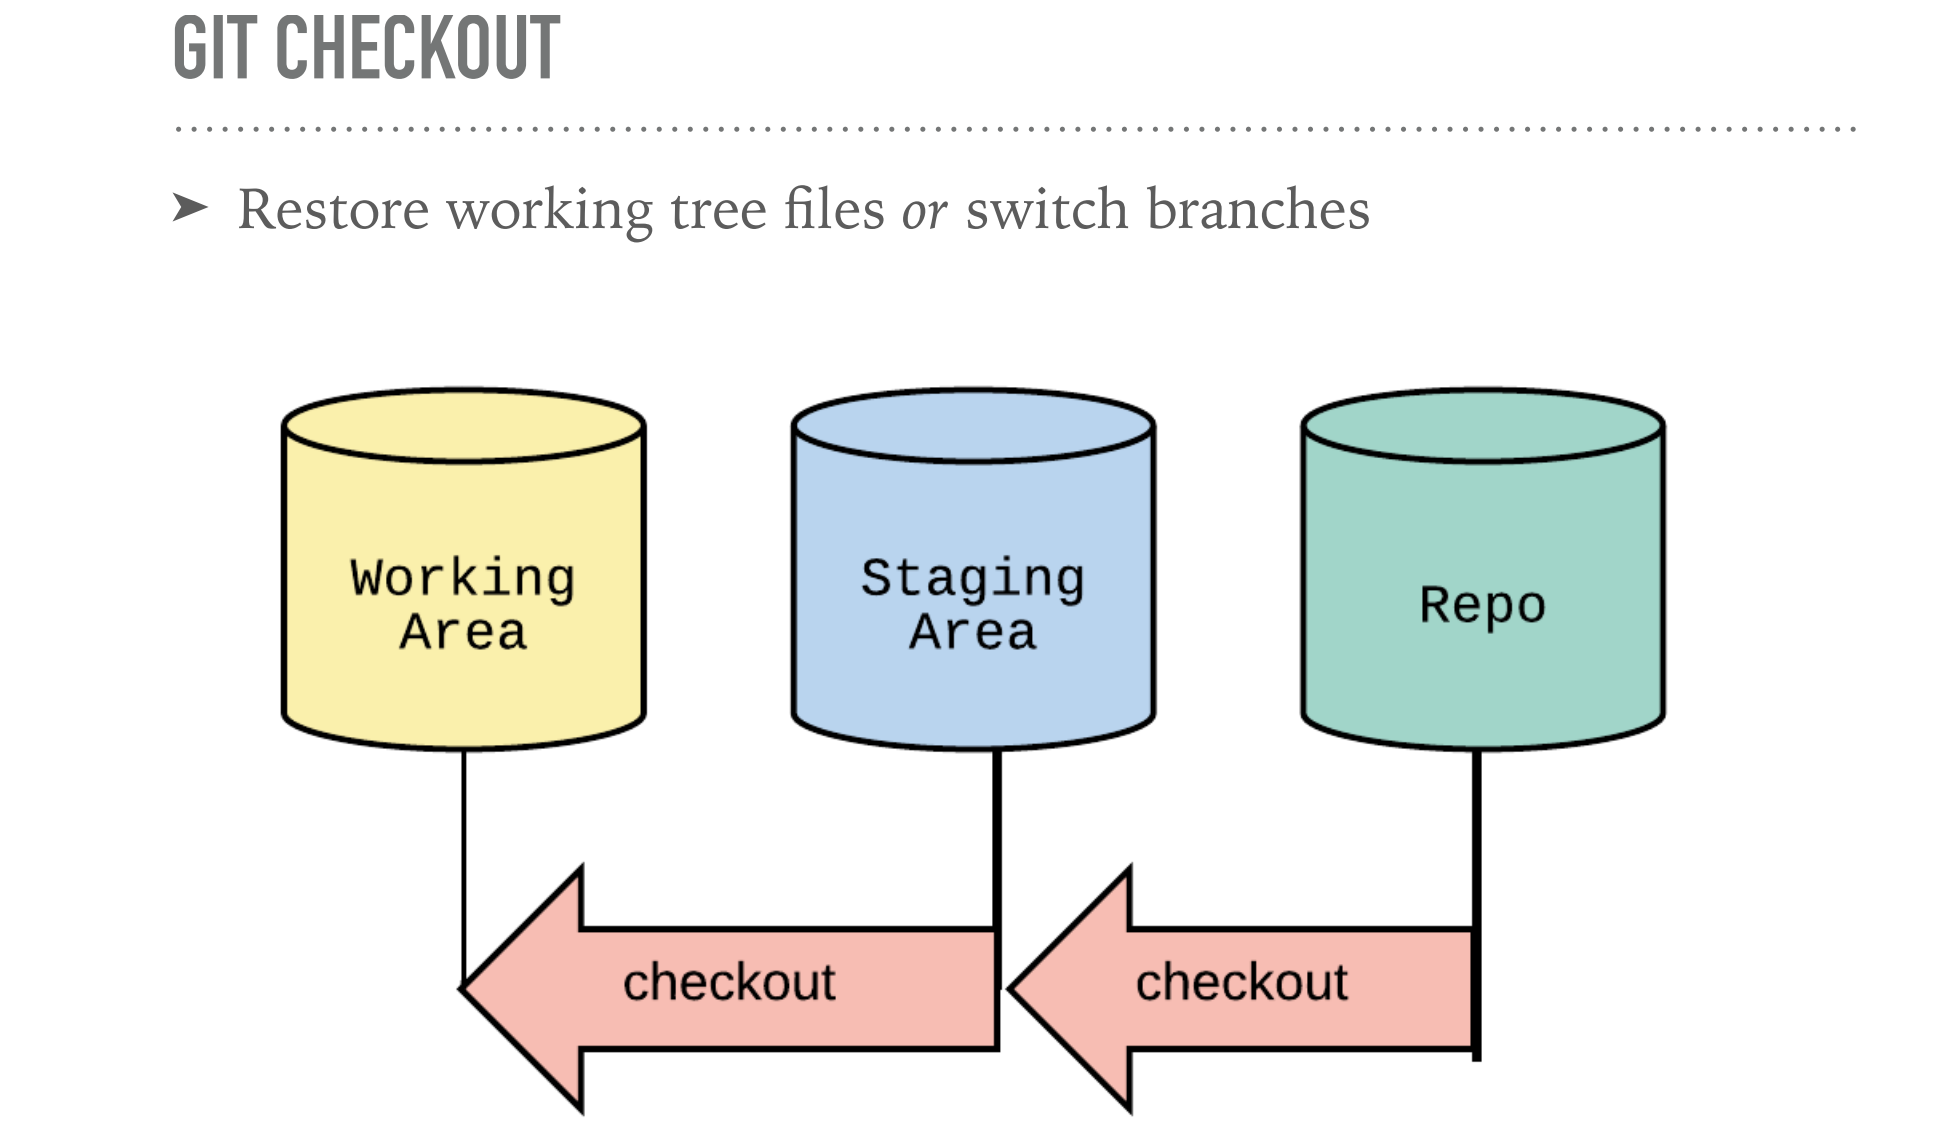 GIT CHECKOUT
➤ Restore working tree files or switch branches
Working
Area
Staging
Area
Repo
checkout
checkout